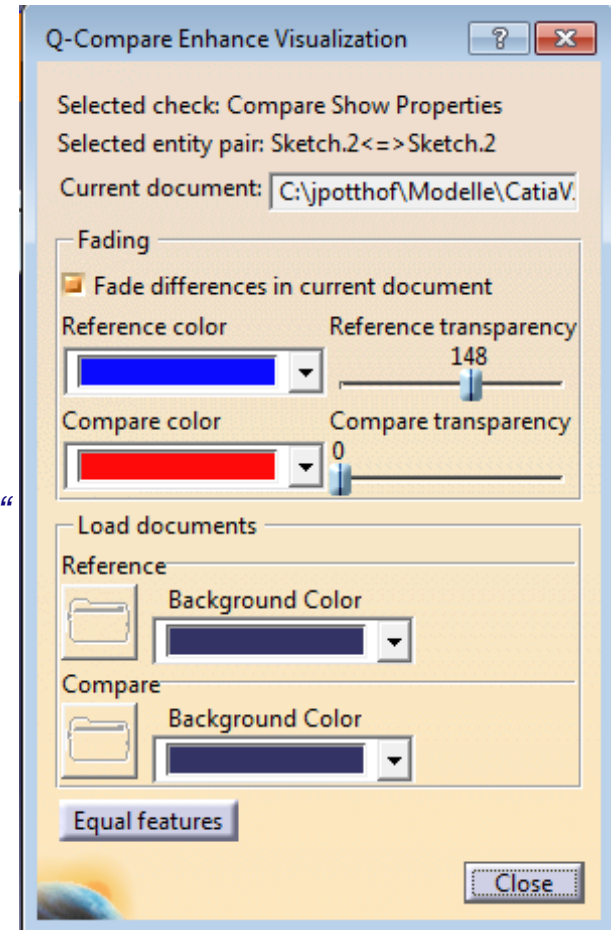 Q-Compare Enhance Visualization ?
Selected check: Compare Show Properties
Selected entity pair: Sketch.2<=>Sketch.2
Current document: C:\jpotthof\Modelle\CatiaV.
Fading
Fade differences in current document
Reference color Reference transparency
148
Compare color Compare transparency
0
“
Load documents
Reference
Background Color
Compare
Background Color
Equal features
Close